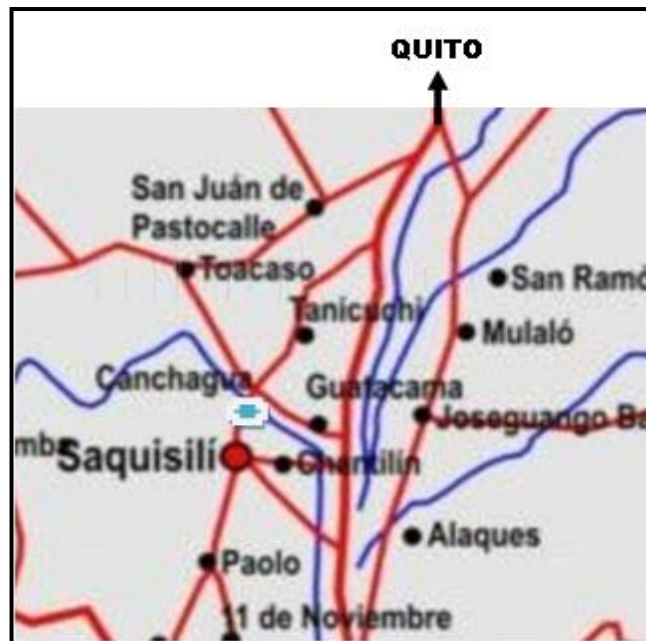 QUITO
San Juán de
Pastocalle
Toacaso
San Ramó
Tanicuchi
Mulaló
Canchagua
Guaitacama
Joseguango Ba
mba
Saquisilí
Chantilín
Alaques
Paolo
11 de Noviembre